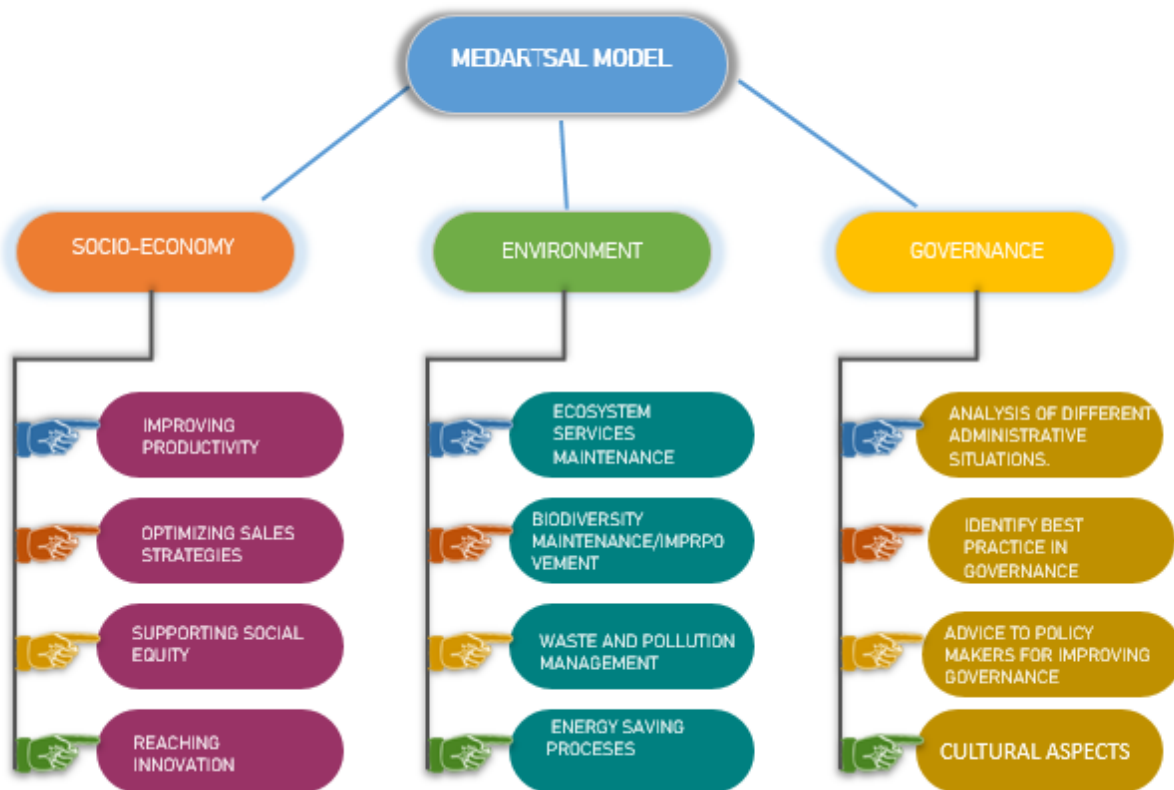 MEDARTSAL MODEL
SOCIO-ECONOMY
IMPROVING
PRODUCTIVITY
OPTIMIZING SALES
STRATEGIES
SUPPORTING SOCIAL
EQUITY
REACHING
INNOVATION
ENVIRONMENT
ECOSYSTEM
SERVICES
MAINTENANCE
BIODIVERSITY
MAINTENANCE/IMPRPO
VEMENT
WASTE AND POLLUTION
MANAGEMENT
ENERGY SAVING
PROCESES
GOVERNANCE
ANALYSIS OF DIFFERENT
ADMINISTRATIVE
SITUATIONS.
IDENTIFY BEST
PRACTICE IN
GOVERNANCE
ADVICE TO POLICY
MAKERS FOR IMPROVING
GOVERNANCE
CULTURAL ASPECTS